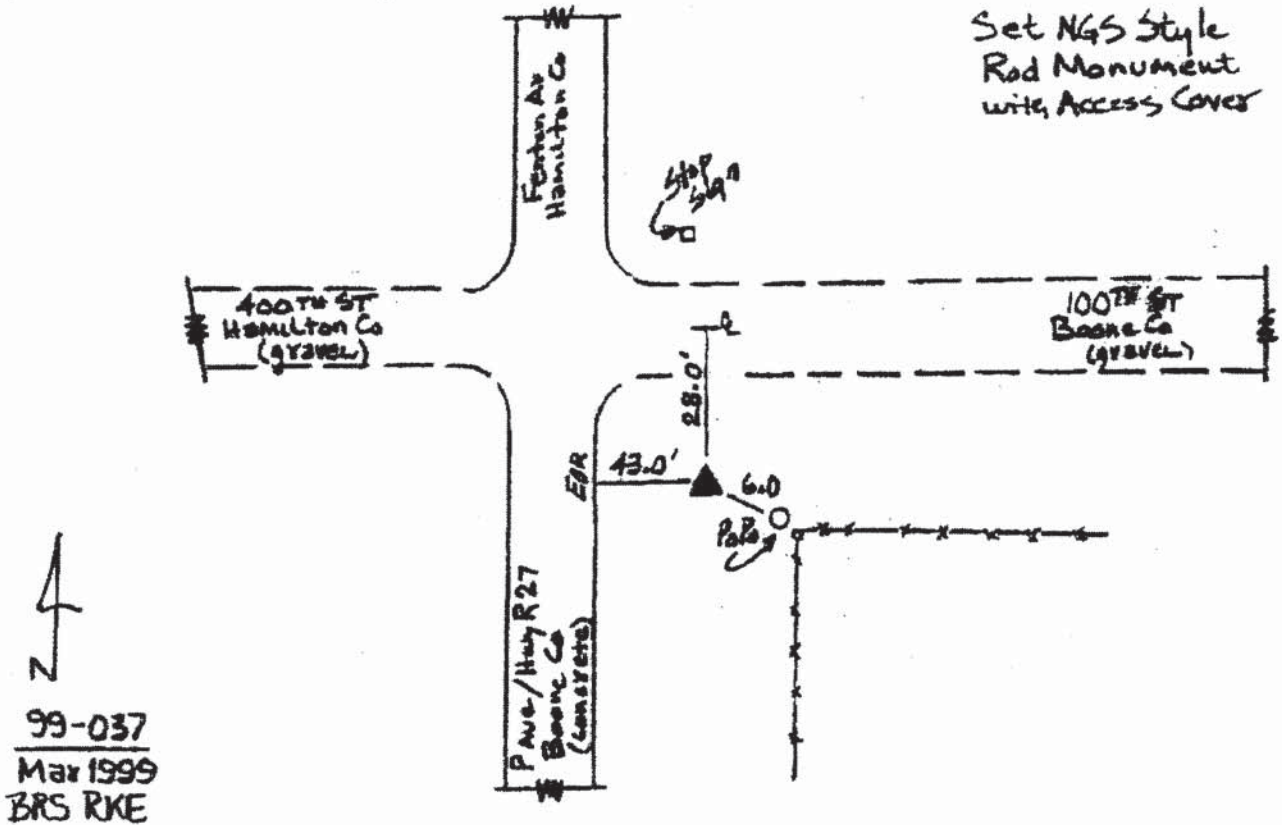 Set NGS Style
Rod Monument
with Access Cover
Fenton Av
Hamilton Co
Stop
Sign
400TH ST
Hamilton Co
(gravel)
100TH ST
Boone Co
(gravel)
28.0'
EOR
43.0'
6.0
PoPo
P Ave/Hwy R27
Boone Co
(concrete)
N
99-037
Mar 1999
BRS RKE